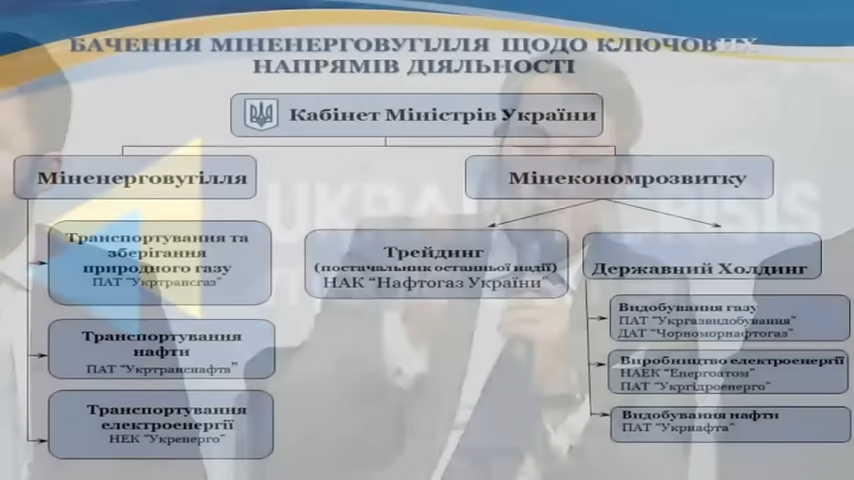 БАЧЕННЯ МІНЕНЕРГОВУГІЛЛЯ ЩОДО КЛЮЧОВИХ
НАПРЯМІВ ДІЯЛЬНОСТІ
Кабінет Міністрів України
Міненерговугілля
Мінекономрозвитку
Транспортування та
зберігання
природного газу
ПАТ "Укртрансгаз"
Транспортування
нафти
ПАТ "Укртранснафта"
Транспортування
електроенергії
НЕК "Укренерго"
Трейдинг
(постачальник останньої надії)
НАК "Нафтогаз України"
Державний Холдинг
Видобування газу
ПАТ "Укргазвидобування"
ДАТ "Чорноморнафтогаз"
Виробництво електроенергії
НАЕК "Енергоатом"
ПАТ "Укргідроенерго"
Видобування нафти
ПАТ "Укрнафта"